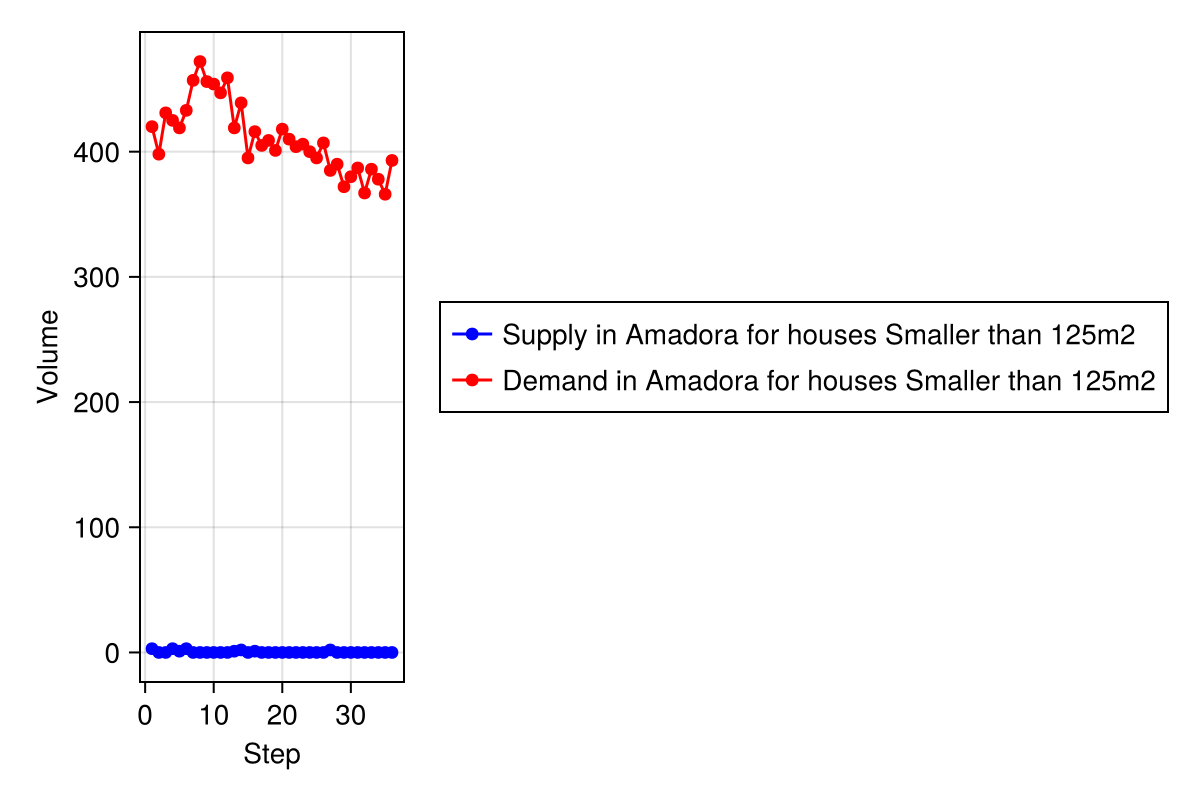 400
300
200
100
0
Volume
0 10 20 30
Step
Supply in Amadora for houses Smaller than 125m2
Demand in Amadora for houses Smaller than 125m2